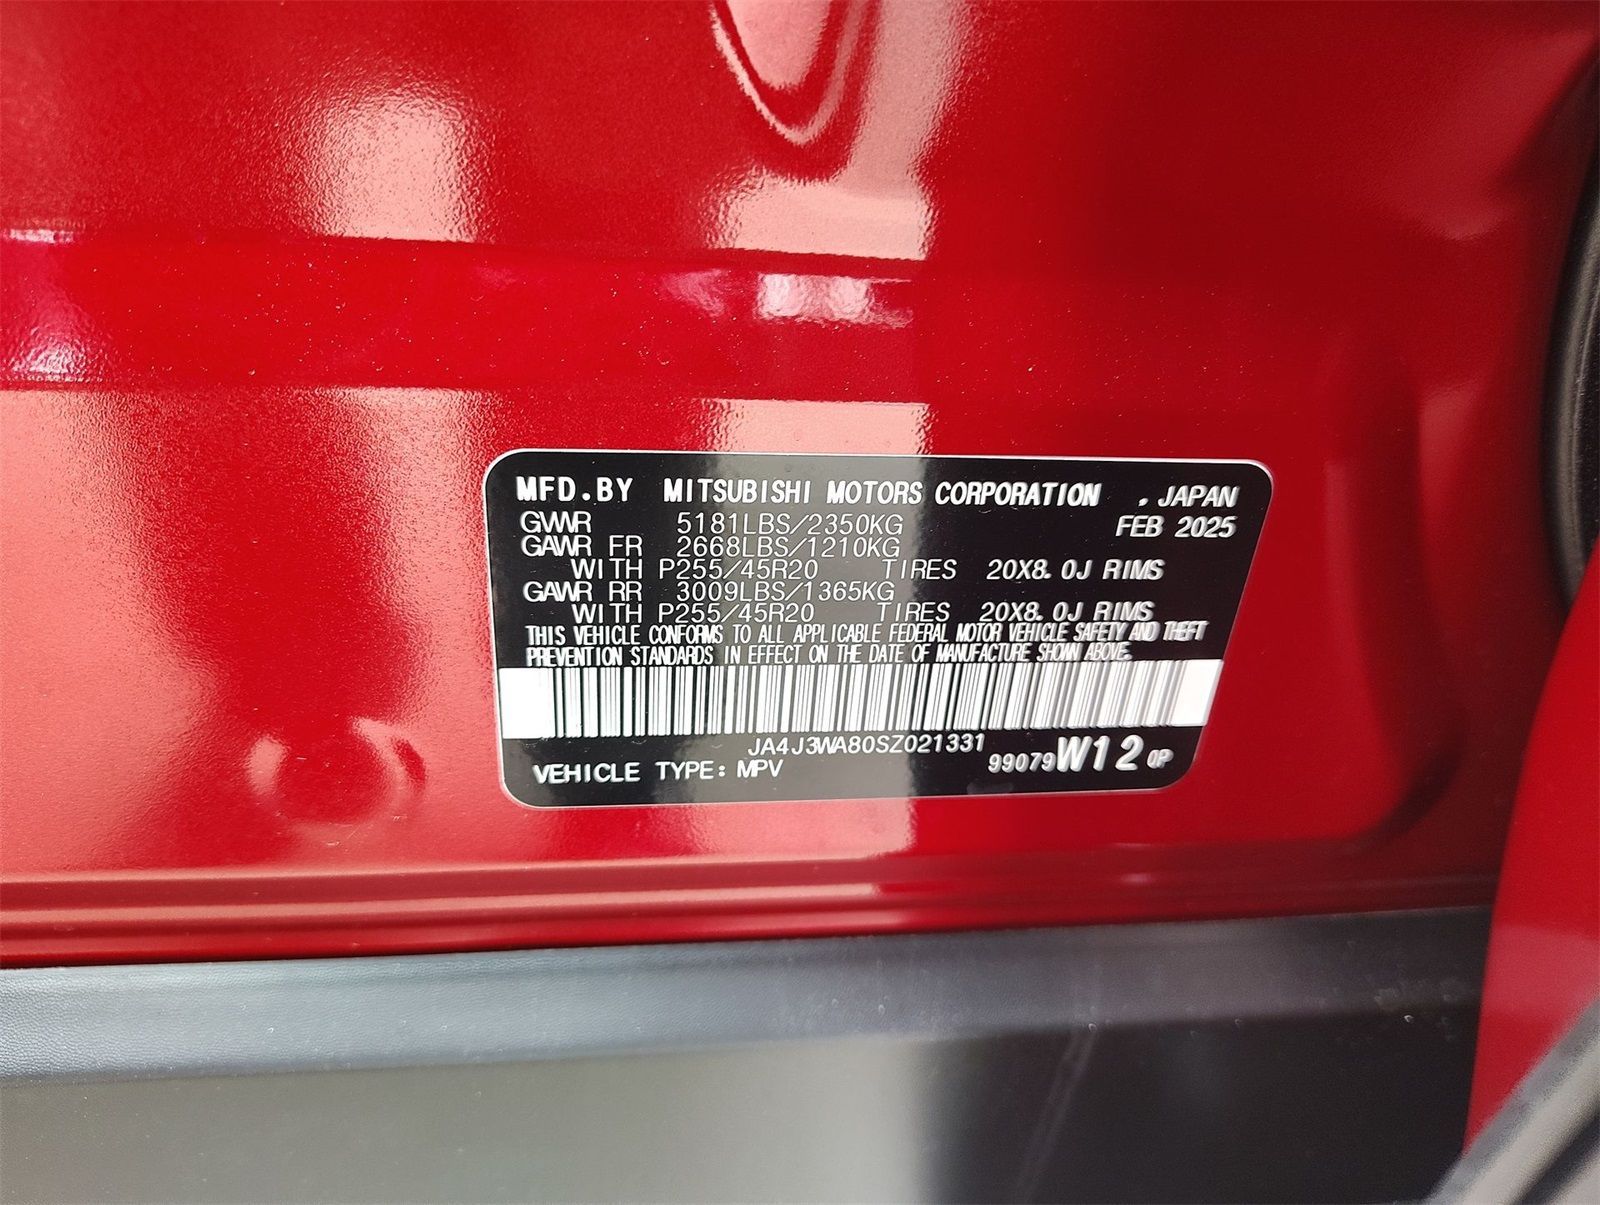 MFD.BY MITSUBISHI MOTORS CORPORATION , JAPAN
GVWR 5181LBS/2350KG FEB 2025
GAWR FR 2668LBS/1210KG
WITH P255/45R20 TIRES 20X8.0J RIMS
GAWR RR 3009LBS/1365KG
WITH P255/45R20 TIRES 20X8.0J RIMS
THIS VEHICLE CONFORMS TO ALL APPLICABLE FEDERAL MOTOR VEHICLE SAFETY AND THEFT
PREVENTION STANDARDS IN EFFECT ON THE DATE OF MANUFACTURE SHOWN ABOVE.
JA4J3WA80SZ021331
VEHICLE TYPE: MPV 99079W12 0P